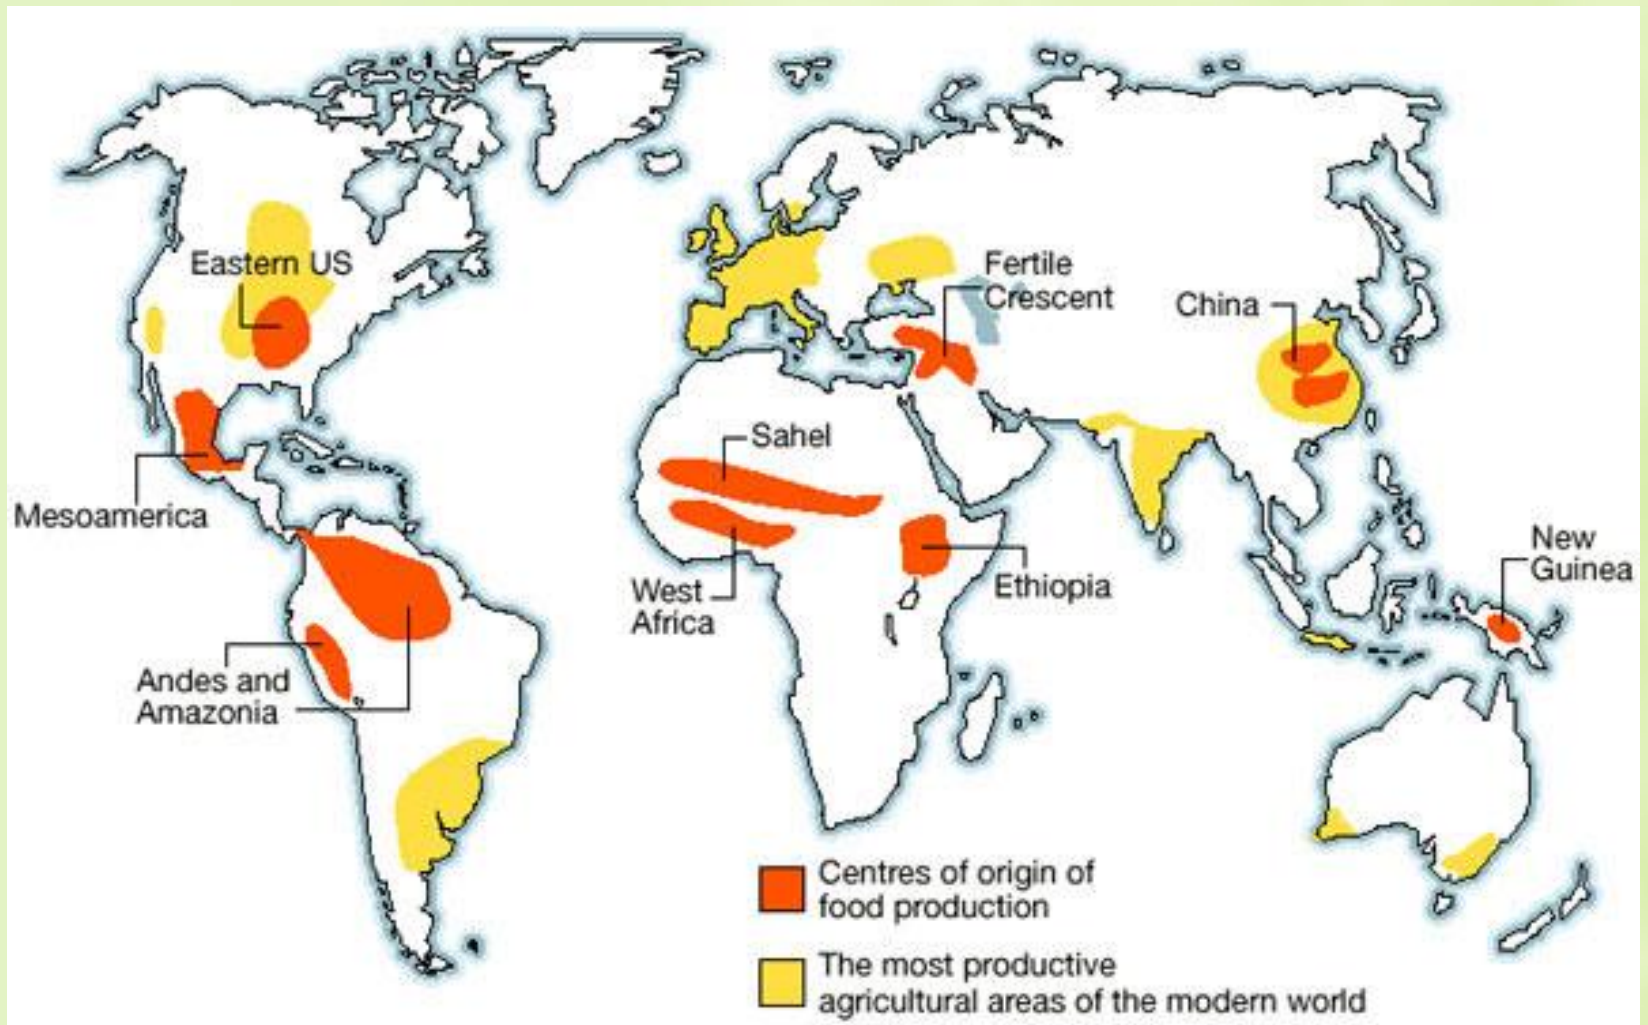 Eastern US
Fertile
Crescent
China
Sahel
Mesoamerica
West
Africa
Ethiopia
New
Guinea
Andes and
Amazonia
Centres of origin of
food production
The most productive
agricultural areas of the modern world